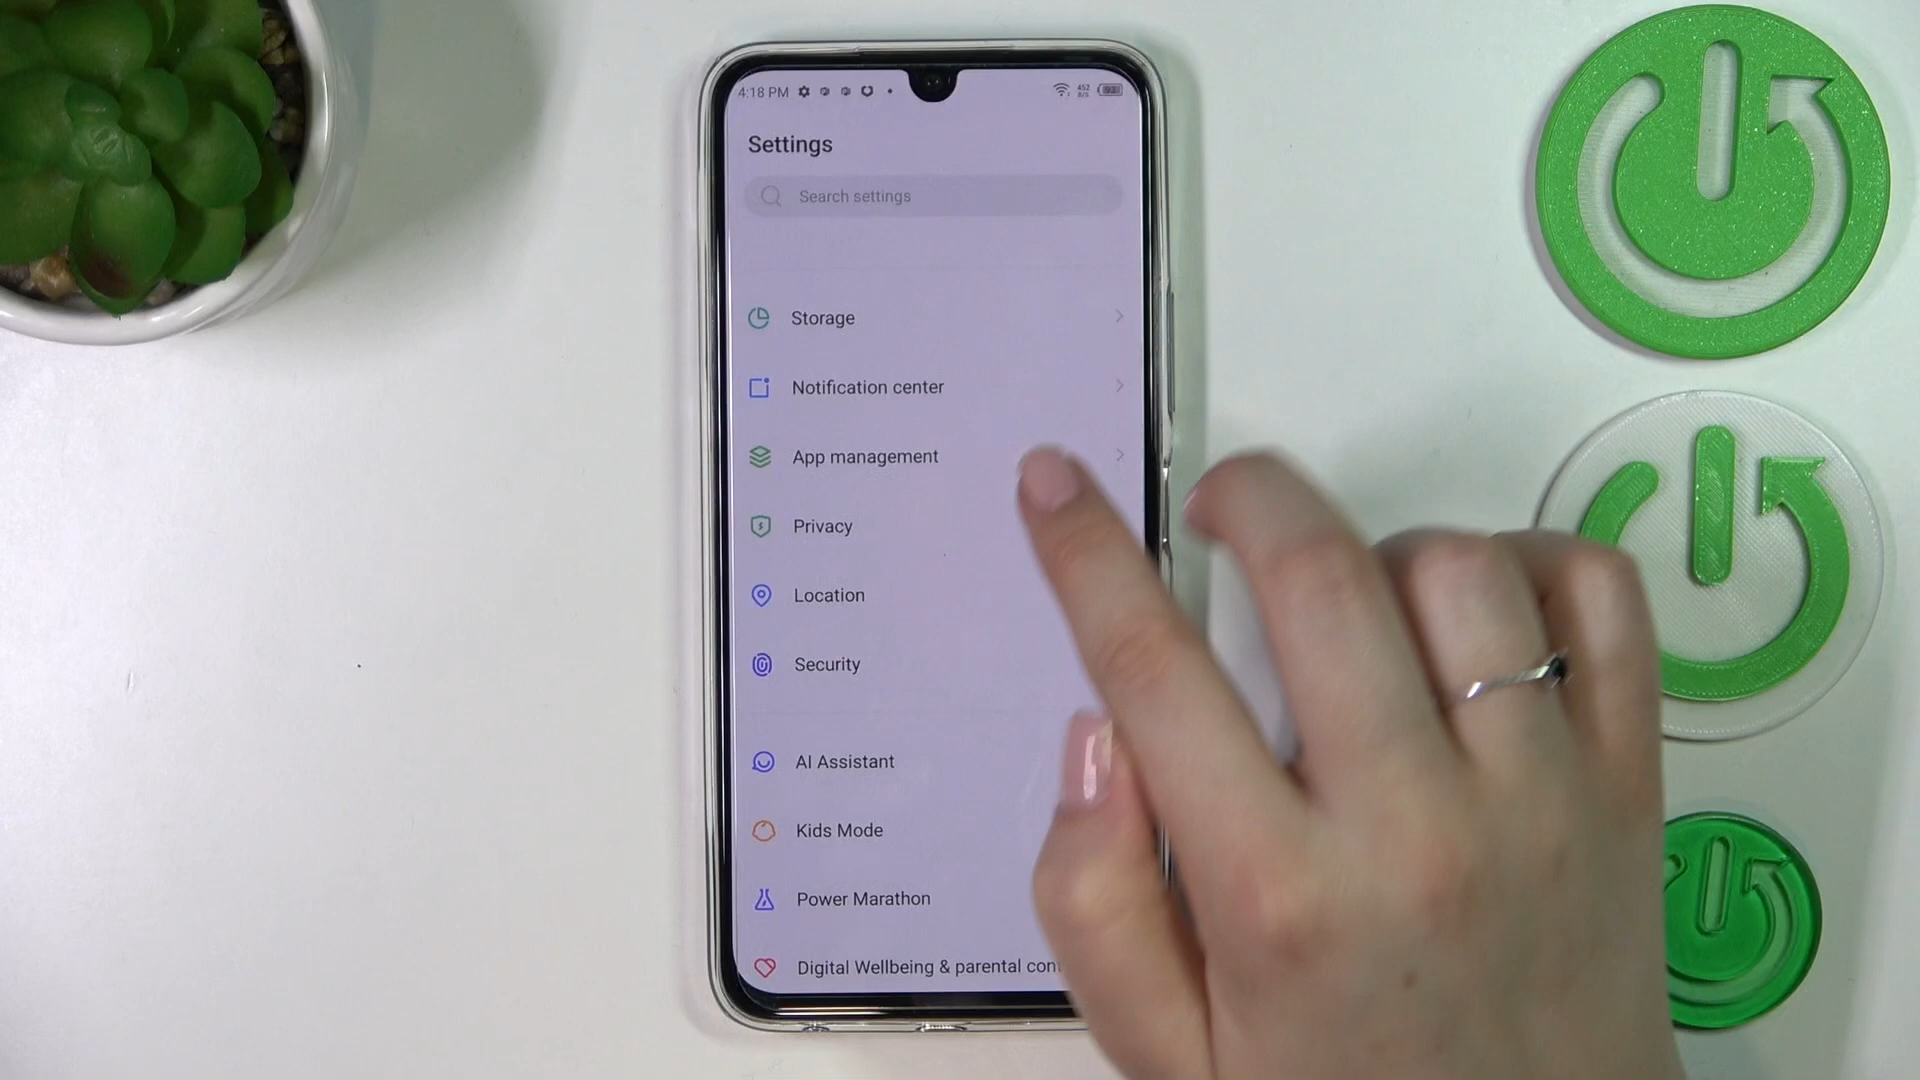 4:18 PM
452
B/S
Settings
Search settings
Storage
Notification center
App management
Privacy
Location
Security
AI Assistant
Kids Mode
Power Marathon
Digital Wellbeing & parental con